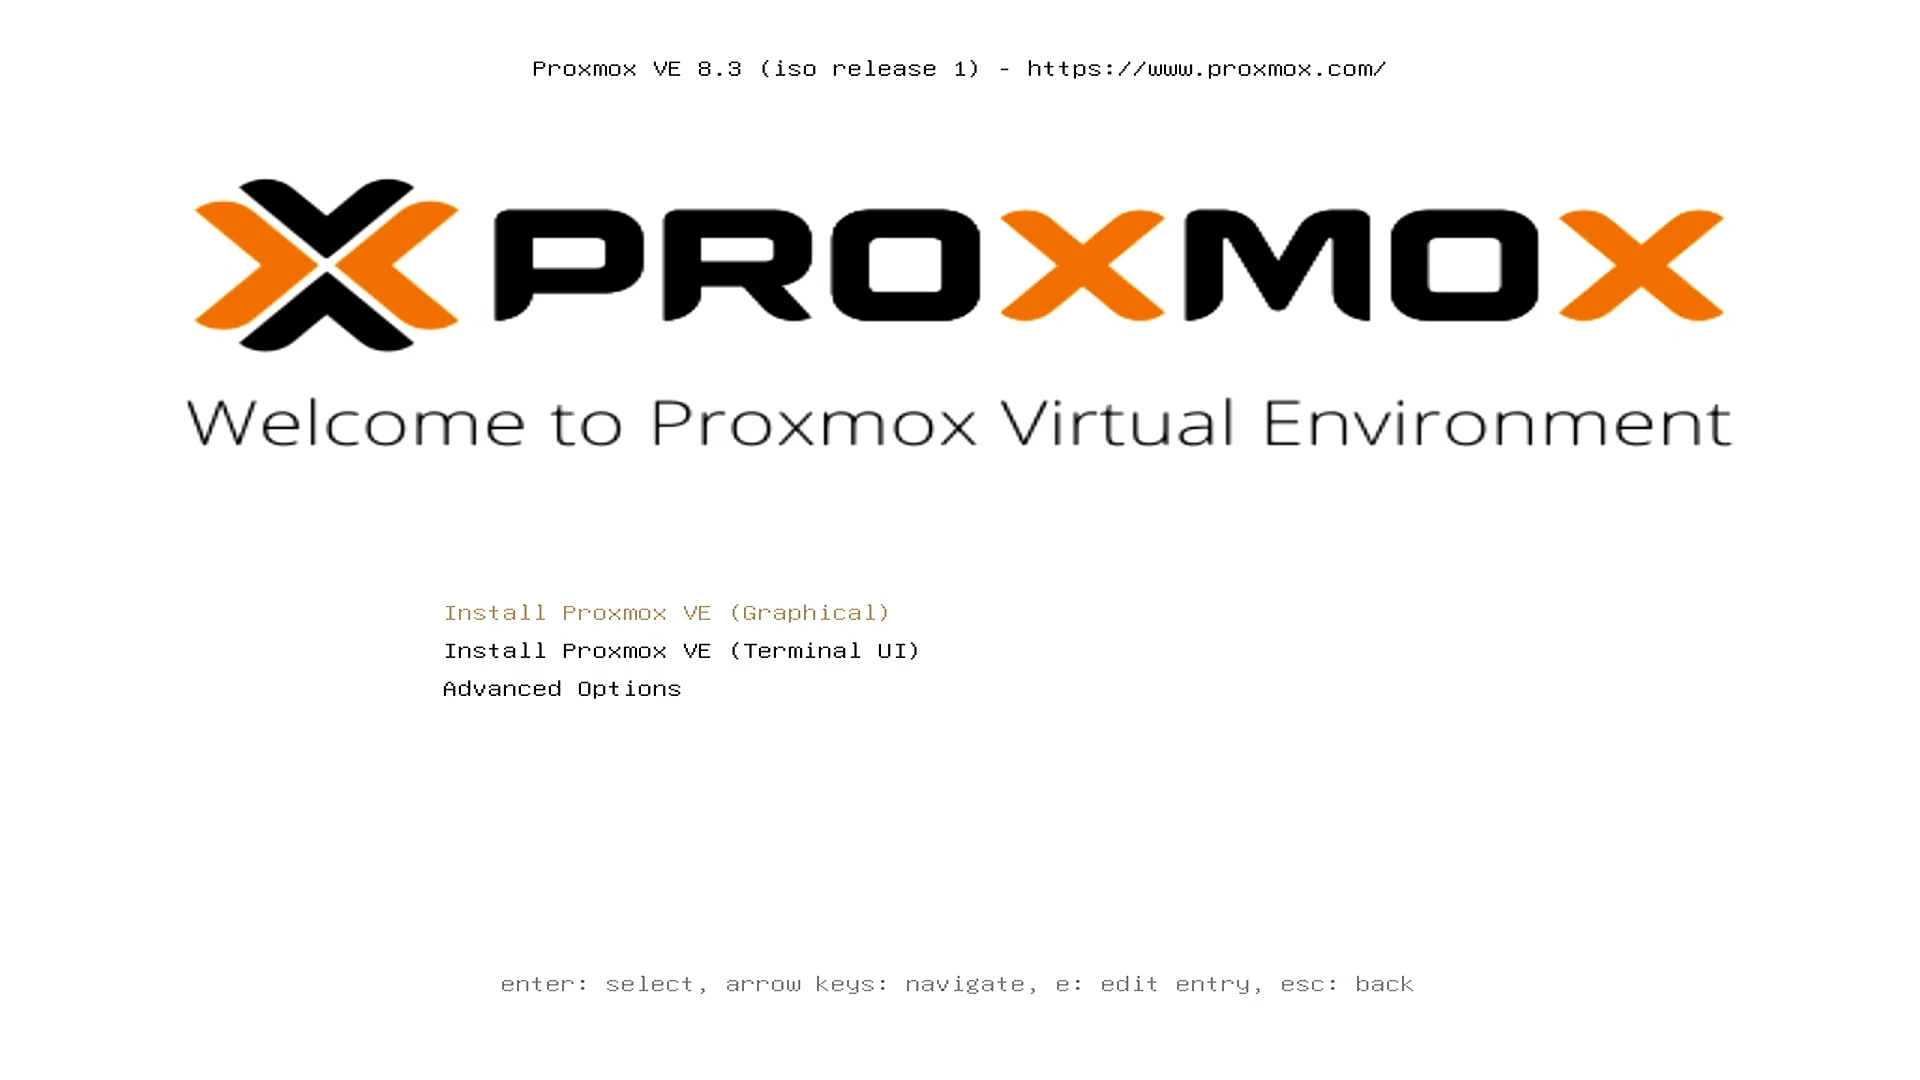 Proxmox VE 8.3 (iso release 1) - https://www.proxmox.com/
PROXMOX
Welcome to Proxmox Virtual Environment
Install Proxmox VE (Graphical)
Install Proxmox VE (Terminal UI)
Advanced Options
enter: select, arrow keys: navigate, e: edit entry, esc: back